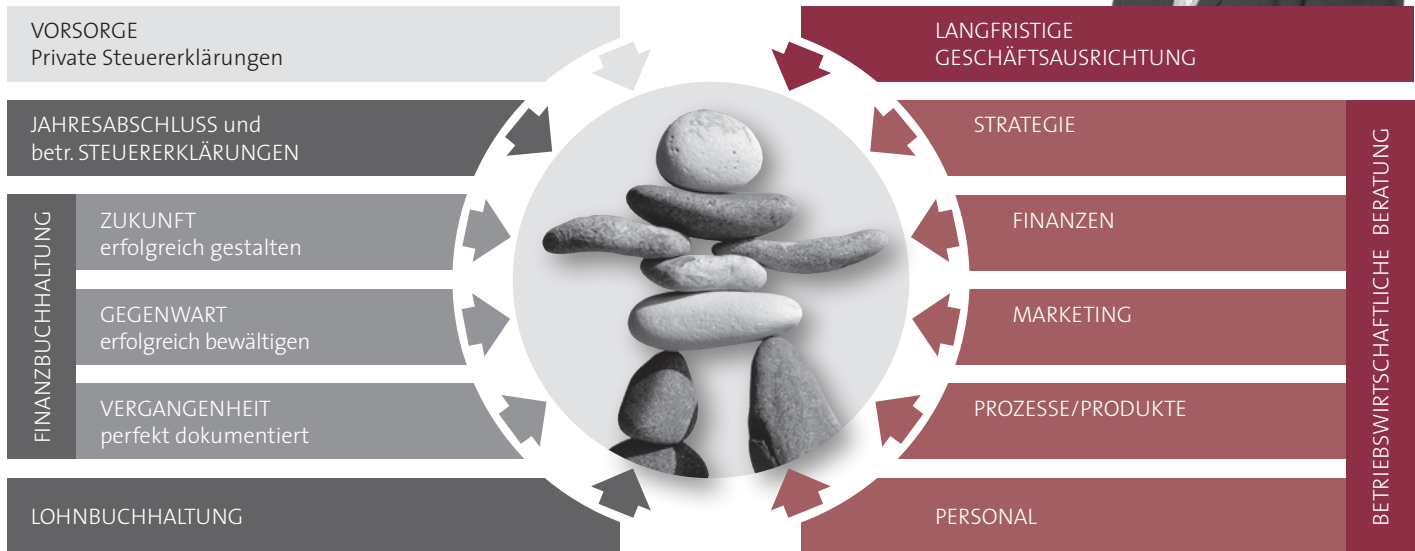 VORSORGE
Private Steuererklärungen
JAHRESABSCHLUSS und
betr. STEUERERKLÄRUNGEN
FINANZBUCHHALTUNG
ZUKUNFT
erfolgreich gestalten
GEGENWART
erfolgreich bewältigen
VERGANGENHEIT
perfekt dokumentiert
LOHNBUCHHALTUNG
LANGFRISTIGE
GESCHÄFTSAUSRICHTUNG
STRATEGIE
FINANZEN
MARKETING
PROZESSE/PRODUKTE
PERSONAL
BETRIEBSWIRTSCHAFTLICHE BERATUNG